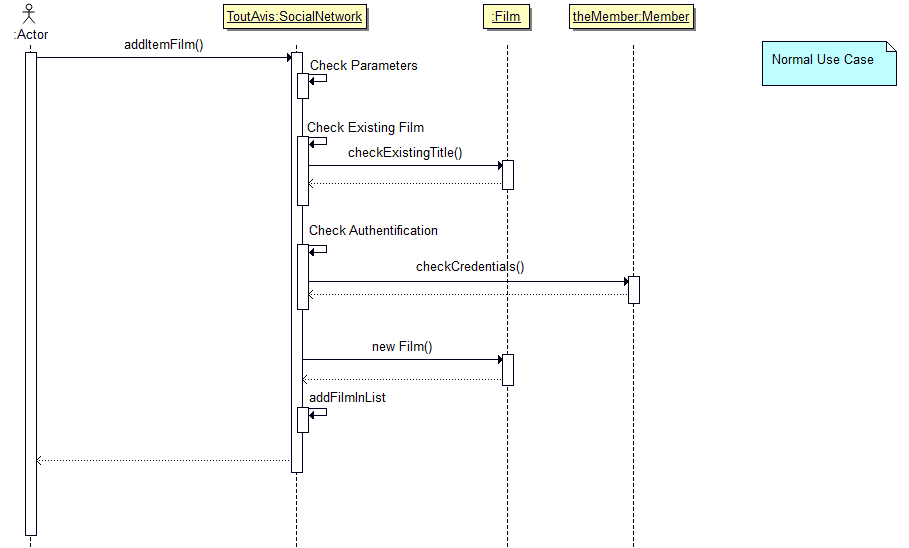 :Actor
ToutAvis:SocialNetwork
:Film
theMember:Member
Normal Use Case
addItemFilm()
Check Parameters
Check Existing Film
checkExistingTitle()
Check Authentification
checkCredentials()
new Film()
addFilmInList